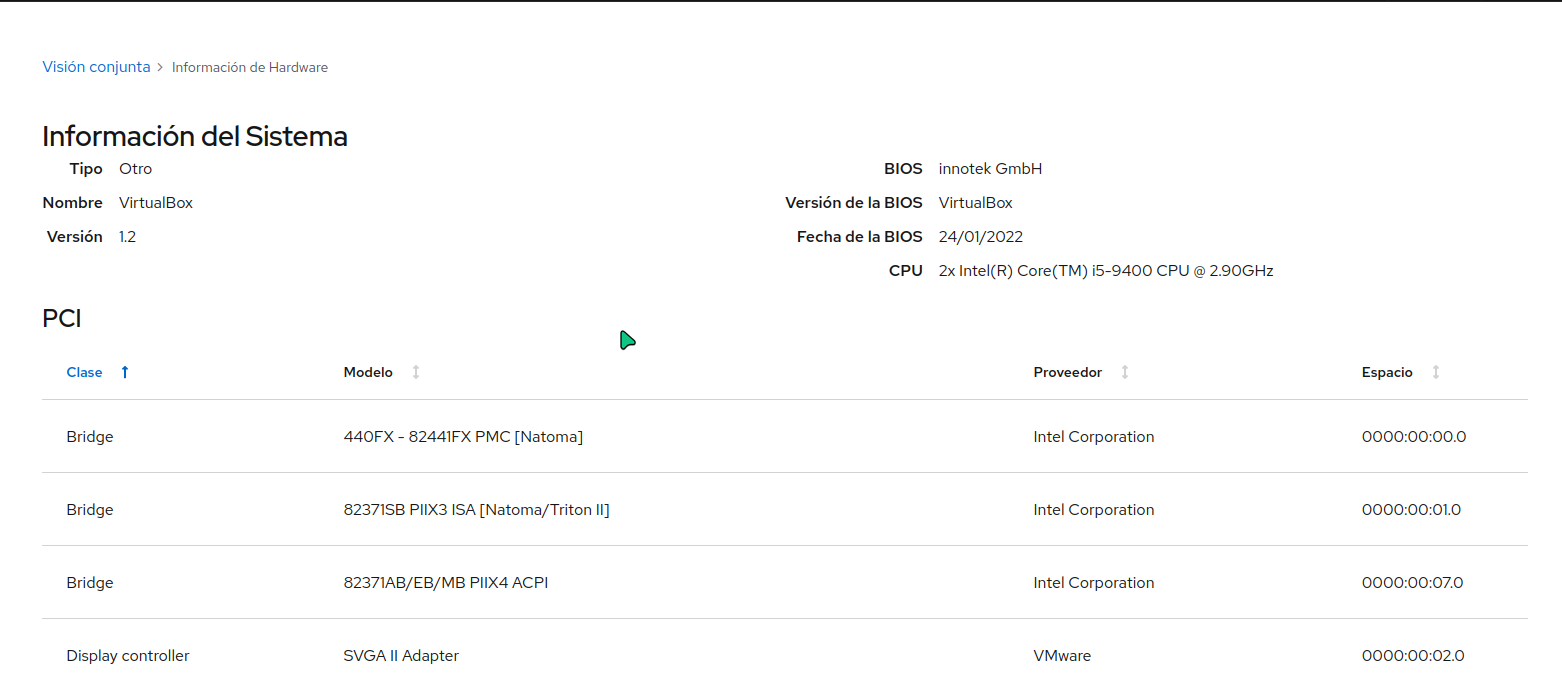 Visión conjunta > Información de Hardware
Información del Sistema
Tipo Otro
Nombre VirtualBox
Versión 1.2
BIOS innotek GmbH
Versión de la BIOS VirtualBox
Fecha de la BIOS 24/01/2022
CPU 2x Intel(R) Core(TM) i5-9400 CPU @ 2.90GHz
PCI
Clase Modelo Proveedor Espacio
Bridge 440FX - 82441FX PMC [Natoma] Intel Corporation 0000:00:00.0
Bridge 82371SB PIIX3 ISA [Natoma/Triton II] Intel Corporation 0000:00:01.0
Bridge 82371AB/EB/MB PIIX4 ACPI Intel Corporation 0000:00:07.0
Display controller SVGA II Adapter VMware 0000:00:02.0